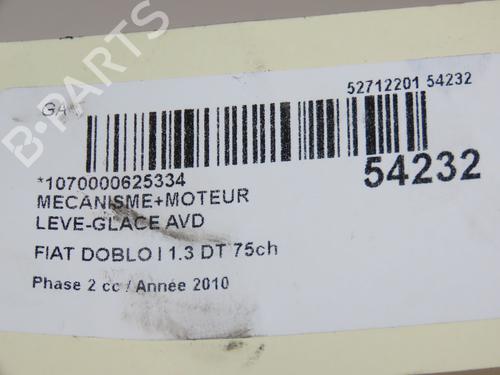 B-PARTS
52712201 54232
GA
*1070000625334
54232
MECANISME+MOTEUR
LEVE-GLACE AVD
FIAT DOBLO I 1.3 DT 75ch
Phase 2 cc / Année 2010